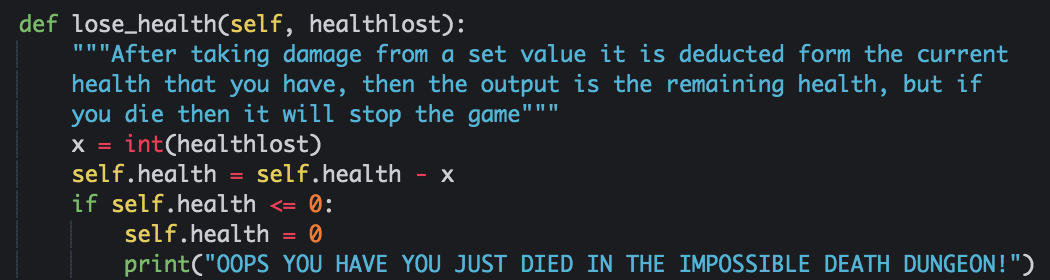 def lose_health(self, healthlost):
    """After taking damage from a set value it is deducted form the current
    health that you have, then the output is the remaining health, but if
    you die then it will stop the game"""
    x = int(healthlost)
    self.health = self.health - x
    if self.health <= 0:
        self.health = 0
        print("OOPS YOU HAVE YOU JUST DIED IN THE IMPOSSIBLE DEATH DUNGEON!")